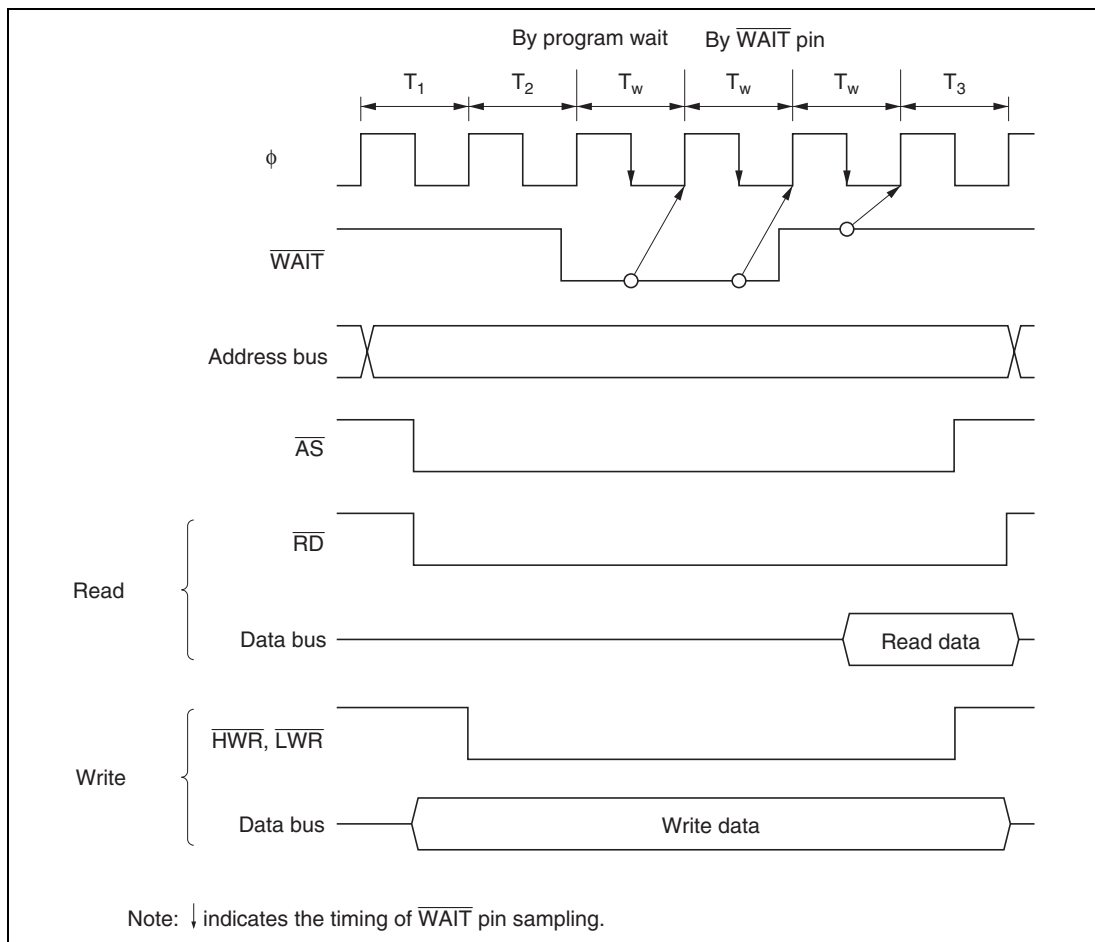 By program wait By WAIT pin
T1 T2 Tw Tw Tw T3
ϕ
WAIT
Address bus
AS
RD
Read
Data bus
Read data
HWR, LWR
Write
Data bus
Write data
Note: ↓ indicates the timing of WAIT pin sampling.